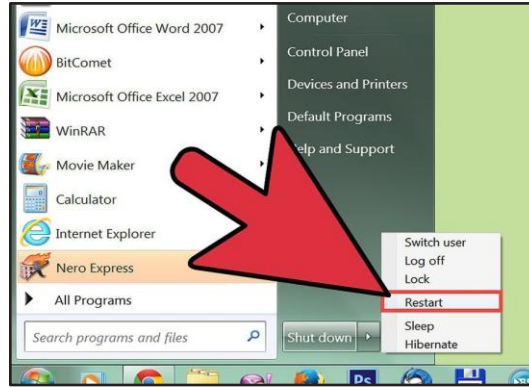 Microsoft Office Word 2007
BitComet
Microsoft Office Excel 2007
WinRAR
Movie Maker
Calculator
Internet Explorer
Nero Express
All Programs
Search programs and files
Computer
Control Panel
Devices and Printers
Default Programs
Help and Support
Shut down
Switch user
Log off
Lock
Restart
Sleep
Hibernate
Ps